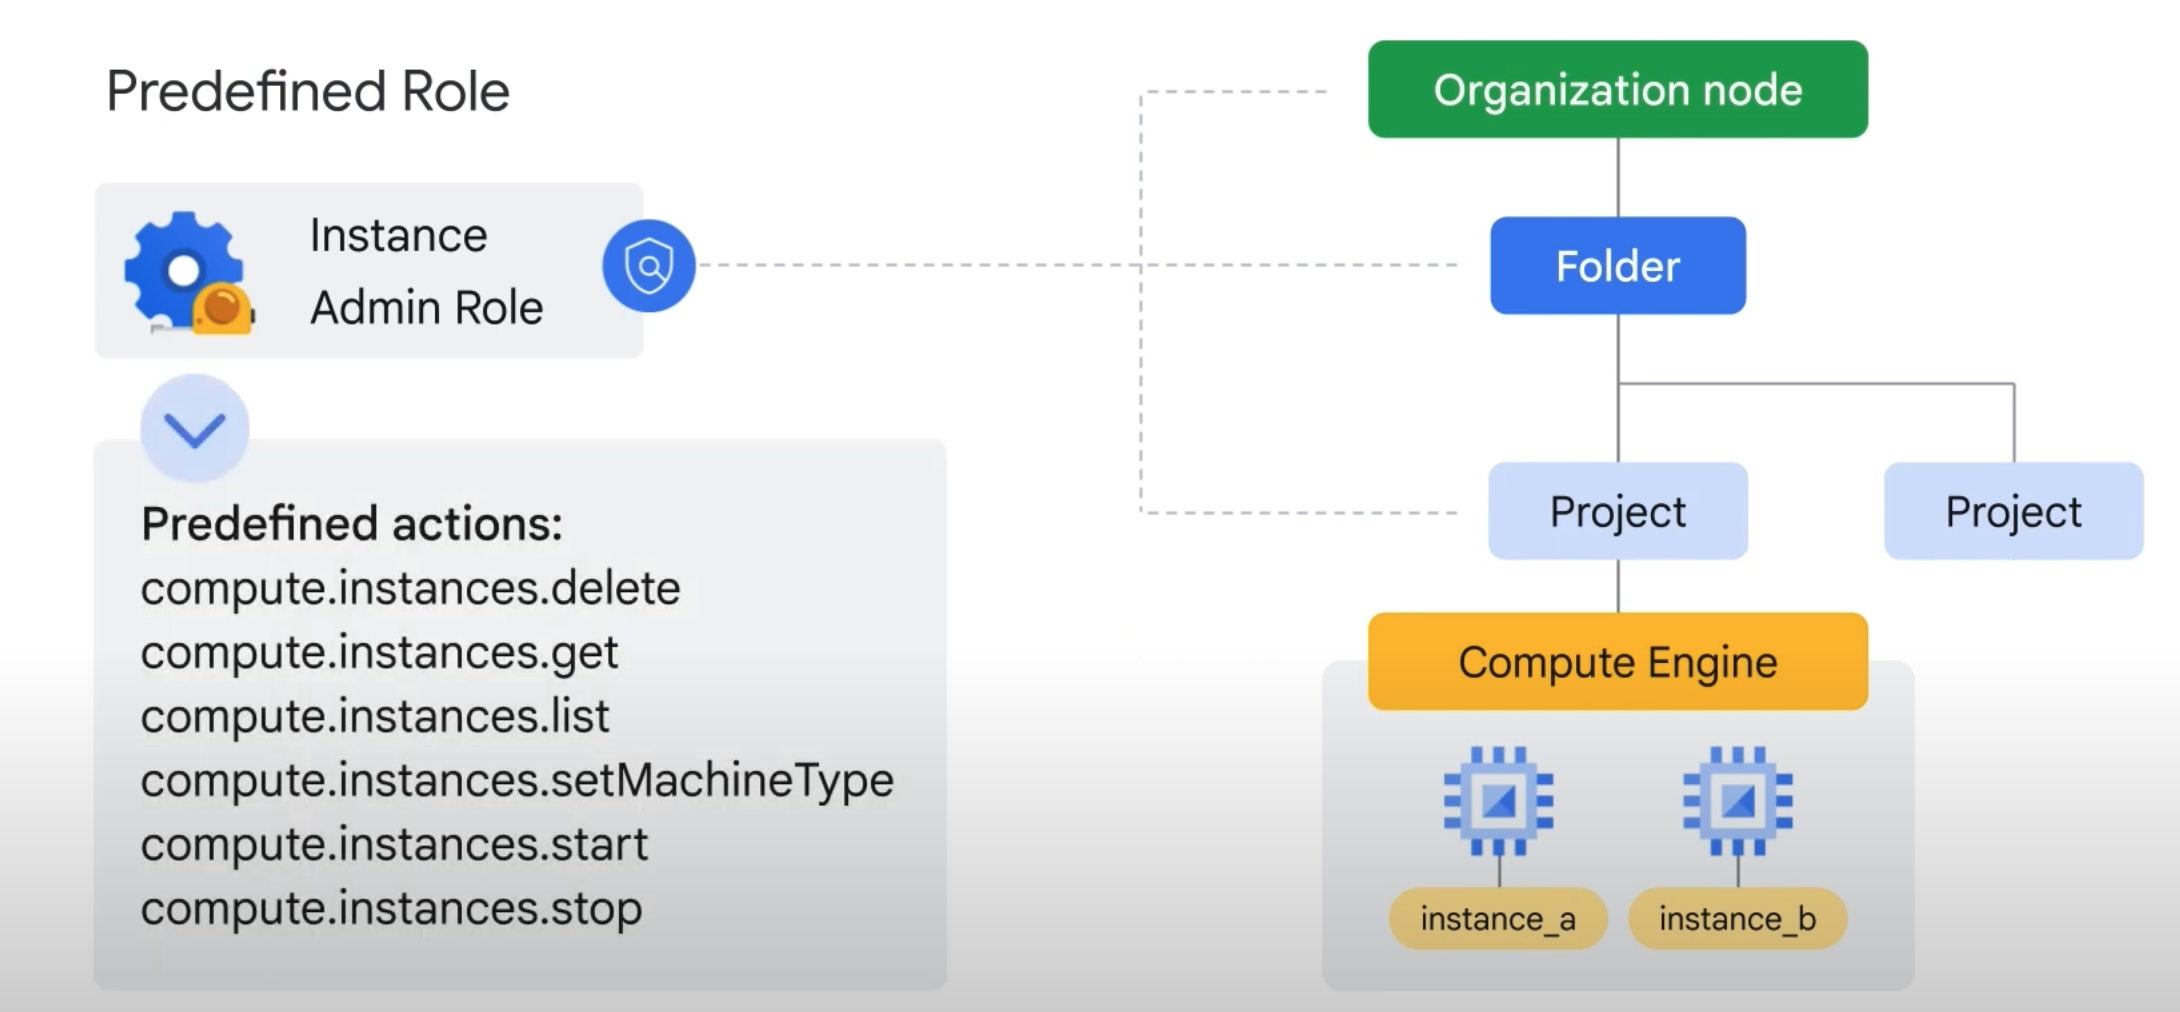 Predefined Role
Instance
Admin Role
Predefined actions:
compute.instances.delete
compute.instances.get
compute.instances.list
compute.instances.setMachineType
compute.instances.start
compute.instances.stop
Organization node
Folder
Project
Project
Compute Engine
instance_a
instance_b